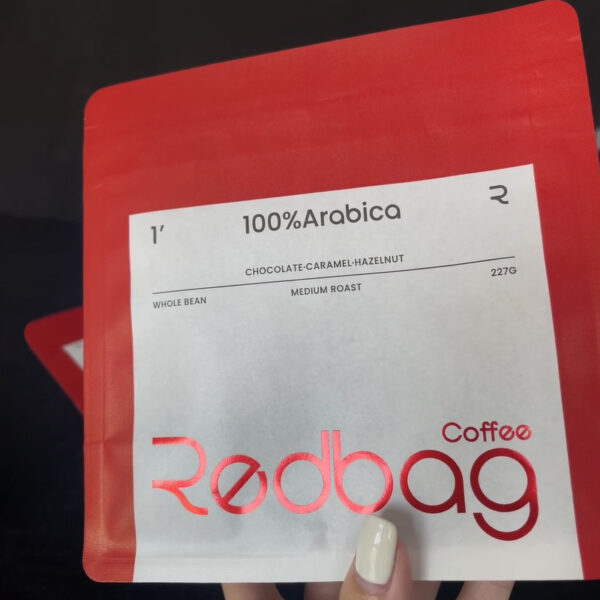 1’ 100%Arabica R
CHOCOLATE·CARAMEL·HAZELNUT
WHOLE BEAN MEDIUM ROAST 227G
Coffee
Redbag